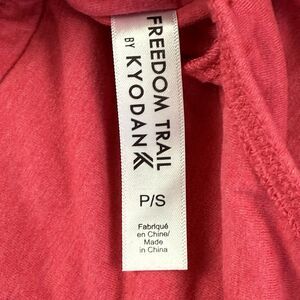 FREEDOM TRAIL
BY KYODAN
P/S
Fabriqué
en Chine/
Made
in China